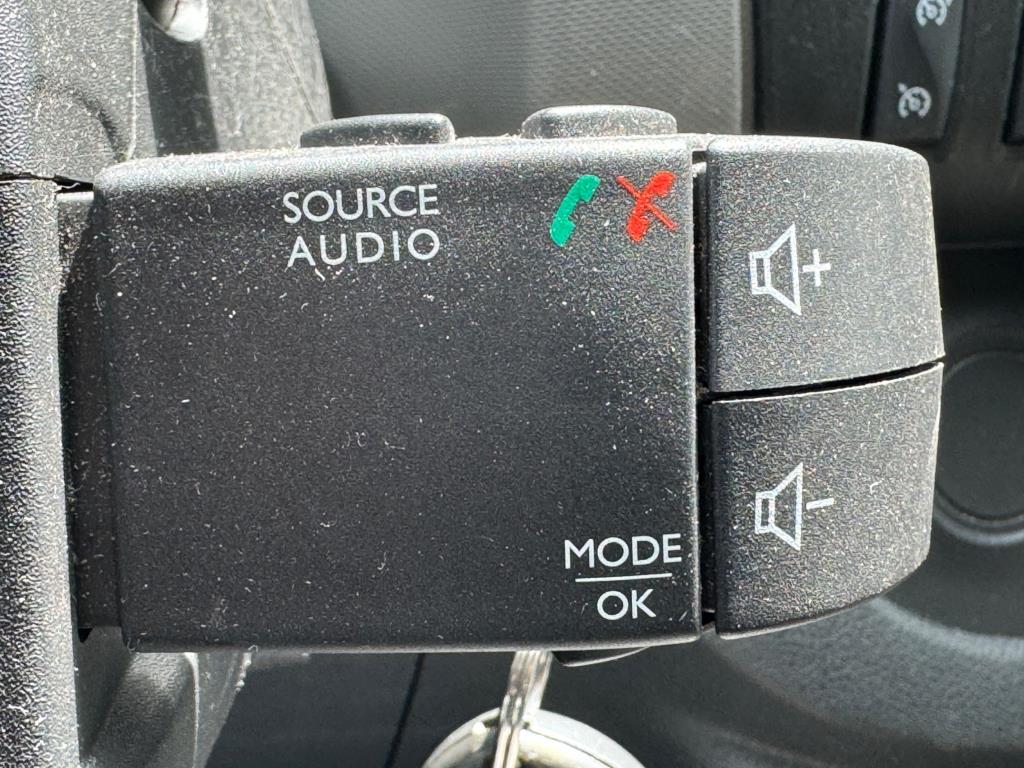 SOURCE
AUDIO
+
MODE
OK
-